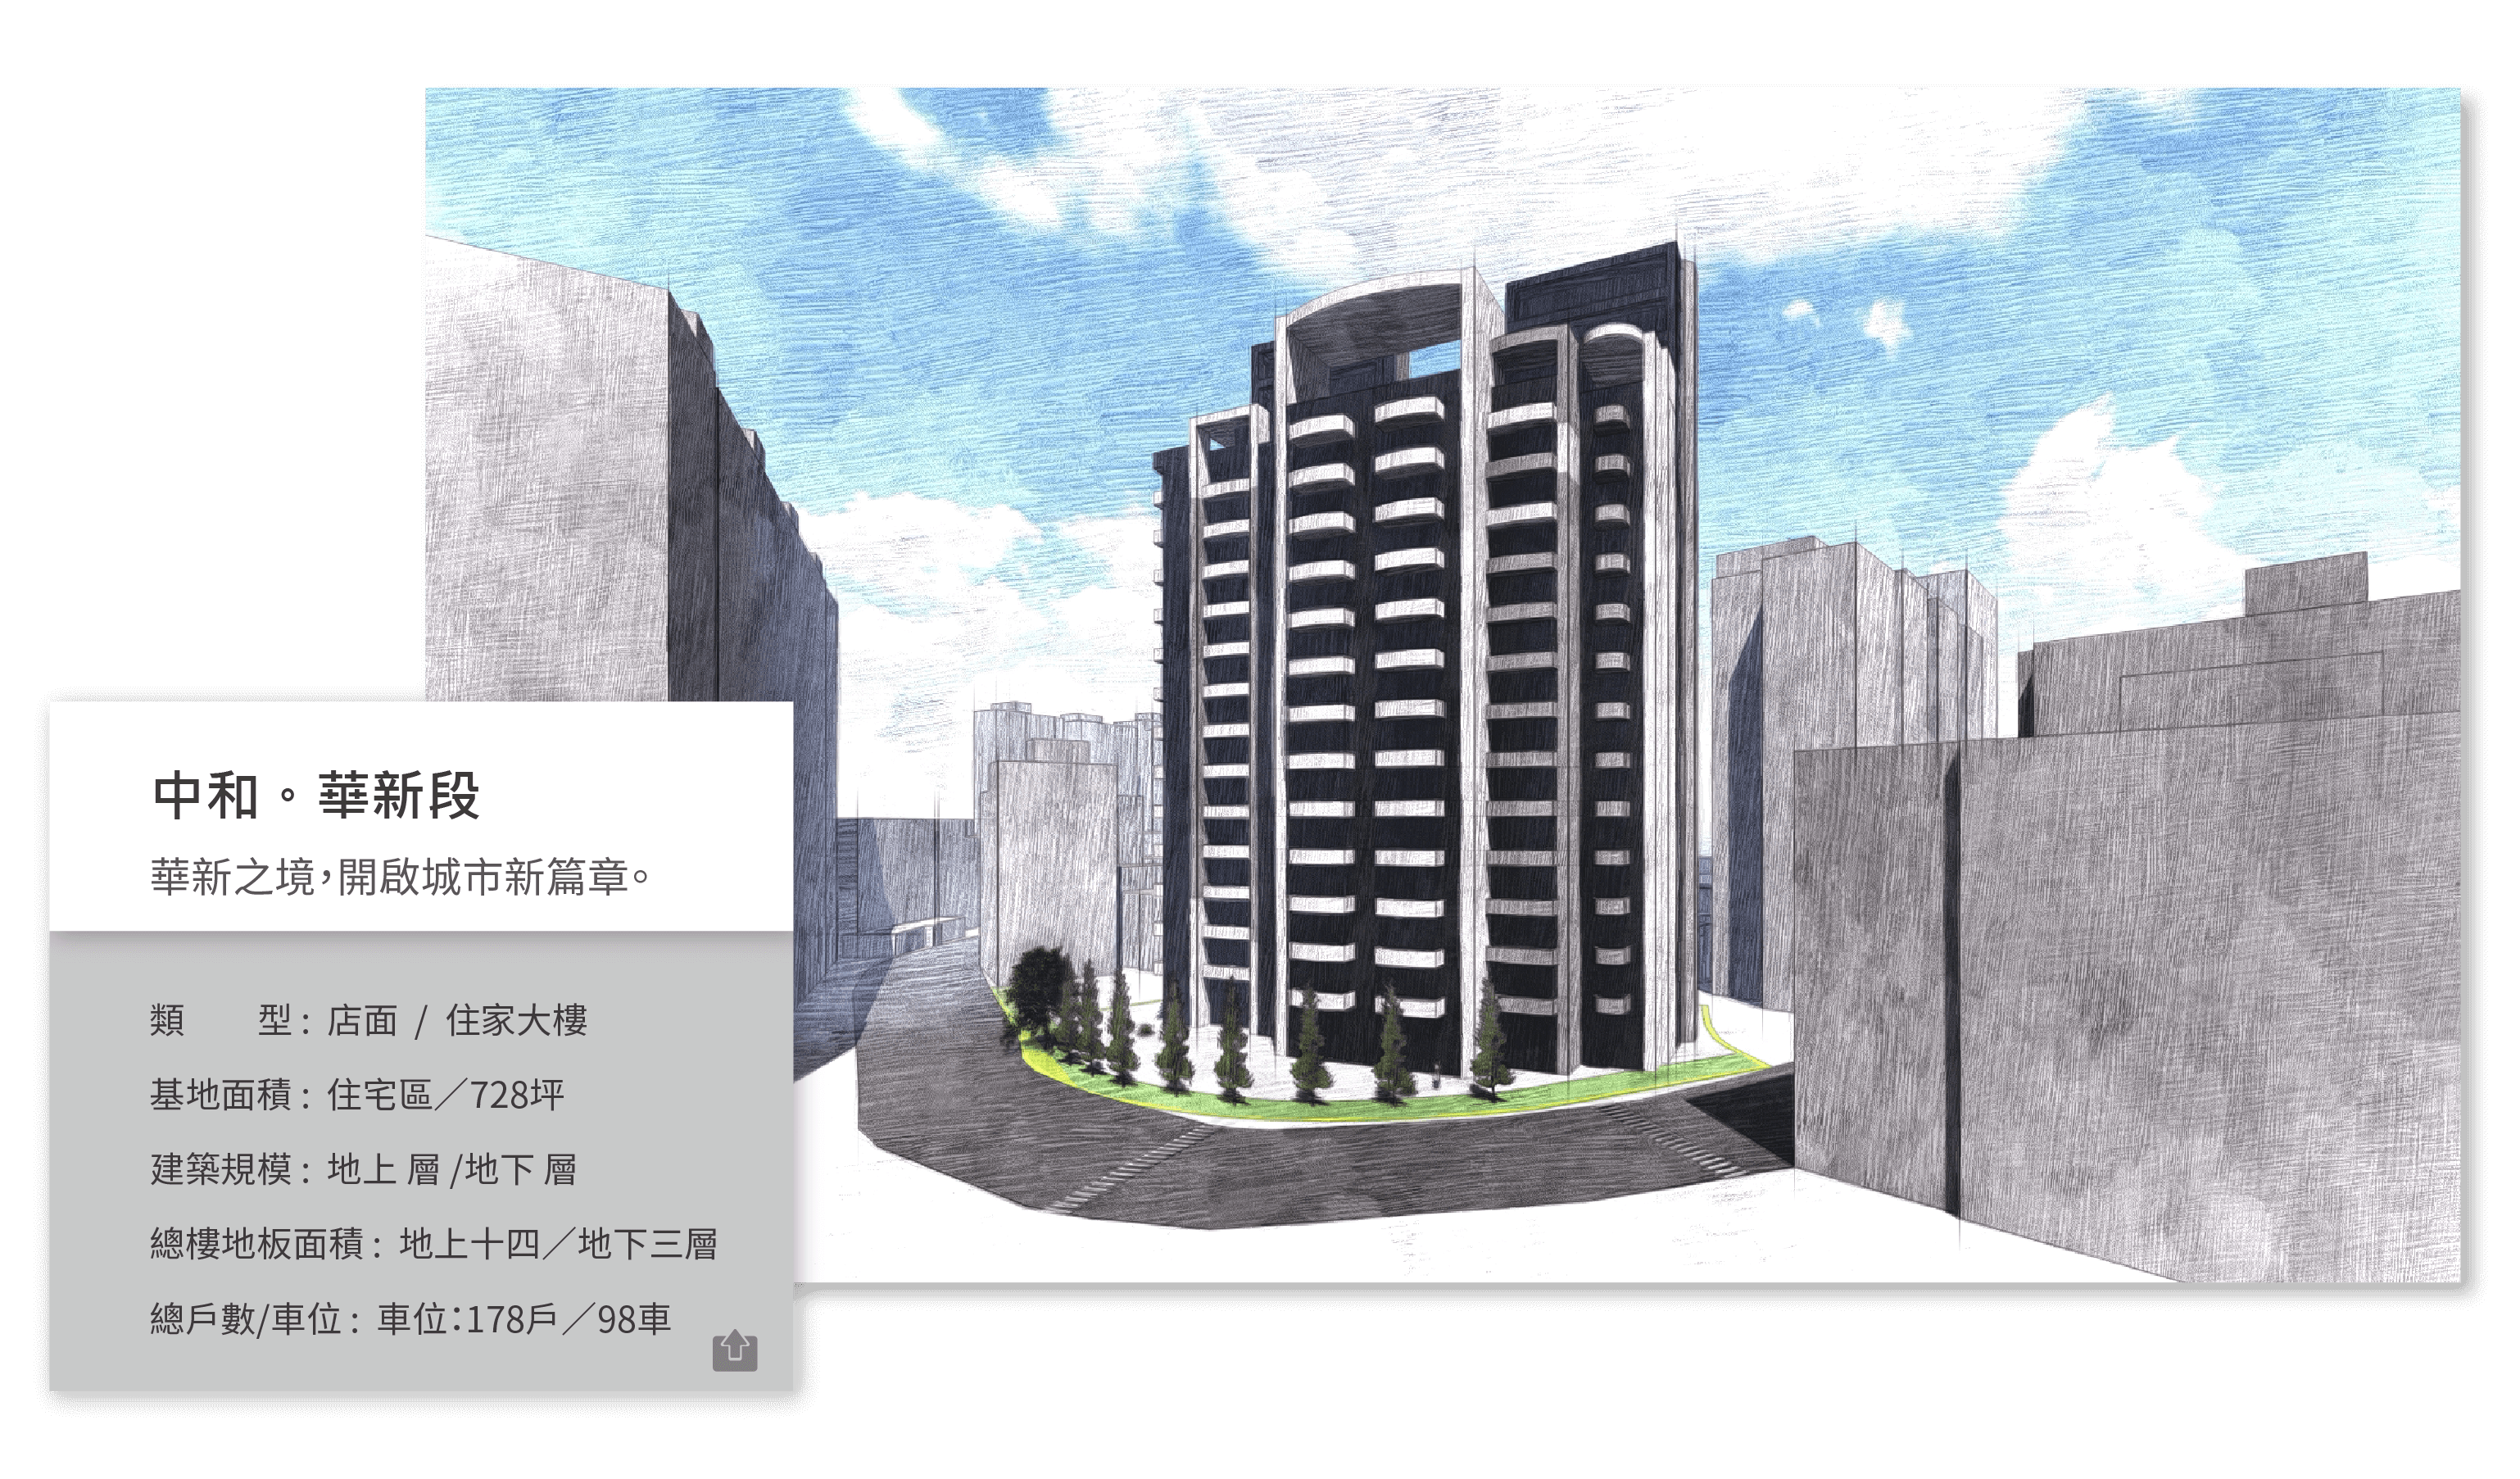 中和。華新段
華新之境,開啟城市新篇章。
類　　型: 店面 / 住家大樓
基地面積: 住宅區／728坪
建築規模: 地上 層 /地下 層
總樓地板面積: 地上十四／地下三層
總戶數/車位: 車位:178戶／98車